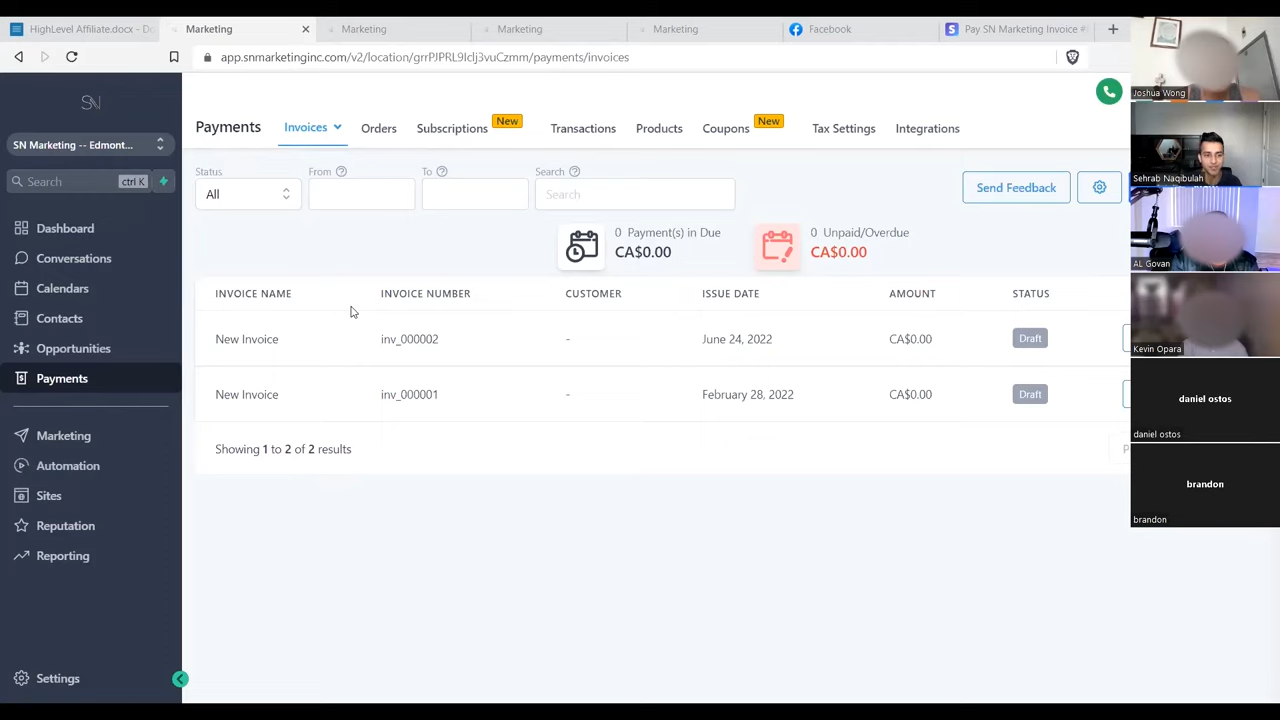 HighLevel Affiliate.docx - Do
Marketing
Marketing
Marketing
Marketing
Facebook
Pay SN Marketing Invoice #
app.snmarketinginc.com/v2/location/grrPJPRL9Iclj3vuCzmm/payments/invoices
SN
SN Marketing -- Edmont...
Search
ctrl K
Dashboard
Conversations
Calendars
Contacts
Opportunities
Payments
Marketing
Automation
Sites
Reputation
Reporting
Settings
Payments
Invoices
Orders
Subscriptions
New
Transactions
Products
Coupons
New
Tax Settings
Integrations
Status
From
To
Search
All
Search
Send Feedback
0 Payment(s) in Due
CA$0.00
0 Unpaid/Overdue
CA$0.00
INVOICE NAME INVOICE NUMBER CUSTOMER ISSUE DATE AMOUNT STATUS
New Invoice inv_000002 - June 24, 2022 CA$0.00 Draft
New Invoice inv_000001 - February 28, 2022 CA$0.00 Draft
Showing 1 to 2 of 2 results
P
Joshua Wong
Sehrab Naqibulah
AL Govan
Kevin Opara
daniel ostos
daniel ostos
brandon
brandon